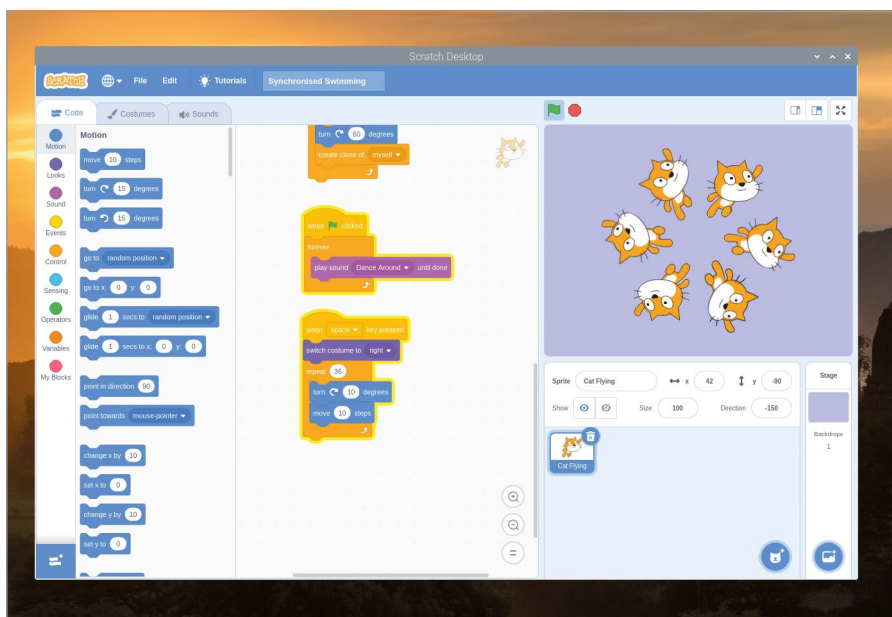 Scratch Desktop
SCRATCH File Edit Tutorials Synchronised Swimming
Code Costumes Sounds
Motion
Looks
Sound
Events
Control
Sensing
Operators
Variables
My Blocks
Motion
move 10 steps
turn 15 degrees
turn 15 degrees
go to random position
go to x: 0 y: 0
glide 1 secs to random position
glide 1 secs to x: 0 y: 0
point in direction 90
point towards mouse-pointer
change x by 10
set x to 0
change y by 10
set y to 0
turn 60 degrees
create clone of myself
when clicked
forever
play sound Dance Around until done
when space key pressed
switch costume to right
repeat 36
turn 10 degrees
move 10 steps
Sprite Cat Flying x 42 y -90
Show Size 100 Direction -150
Cat Flying
Stage
Backdrops
1